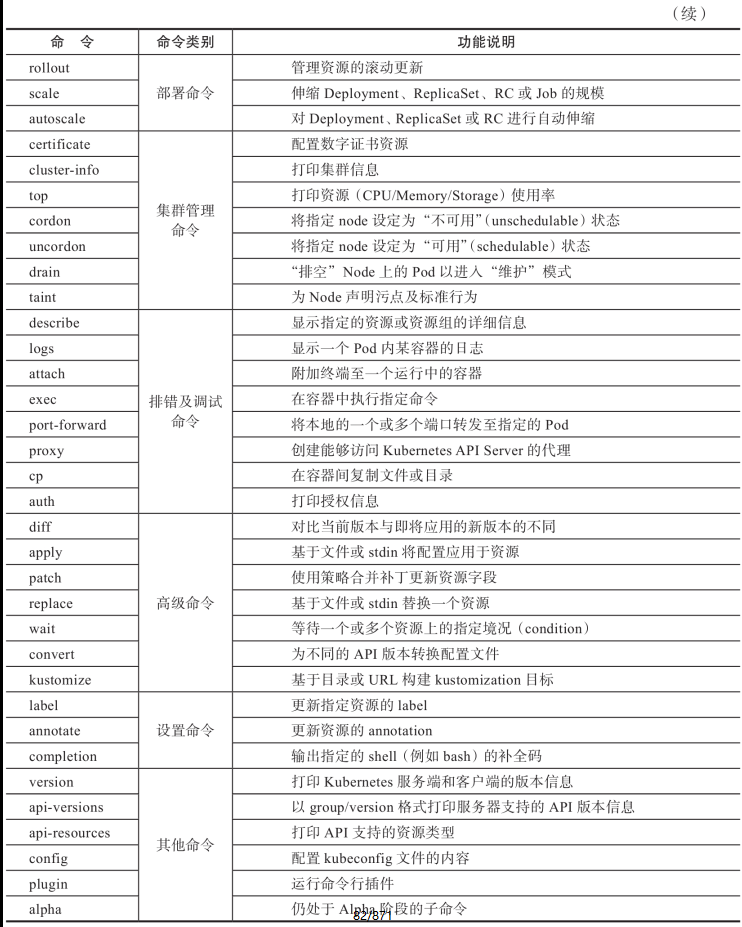 （续）
命 令 命令类别 功能说明
rollout 部署命令 管理资源的滚动更新
scale 伸缩 Deployment、ReplicaSet、RC 或 Job 的规模
autoscale 对 Deployment、ReplicaSet 或 RC 进行自动伸缩
certificate 集群管理命令 配置数字证书资源
cluster-info 打印集群信息
top 打印资源（CPU/Memory/Storage）使用率
cordon 将指定 node 设定为“不可用”（unschedulable）状态
uncordon 将指定 node 设定为“可用”（schedulable）状态
drain “排空”Node 上的 Pod 以进入“维护”模式
taint 为 Node 声明污点及标准行为
describe 排错及调试命令 显示指定的资源或资源组的详细信息
logs 显示一个 Pod 内某容器的日志
attach 附加终端至一个运行中的容器
exec 在容器中执行指定命令
port-forward 将本地的一个或多个端口转发至指定的 Pod
proxy 创建能够访问 Kubernetes API Server 的代理
cp 在容器间复制文件或目录
auth 打印授权信息
diff 高级命令 对比当前版本与即将应用的新版本的不同
apply 基于文件或 stdin 将配置应用于资源
patch 使用策略合并补丁更新资源字段
replace 基于文件或 stdin 替换一个资源
wait 等待一个或多个资源上的指定境况（condition）
convert 为不同的 API 版本转换配置文件
kustomize 基于目录或 URL 构建 kustomization 目标
label 设置命令 更新指定资源的 label
annotate 更新资源的 annotation
completion 输出指定的 shell（例如 bash）的补全码
version 其他命令 打印 Kubernetes 服务端和客户端的版本信息
api-versions 以 group/version 格式打印服务器支持的 API 版本信息
api-resources 打印 API 支持的资源类型
config 配置 kubeconfig 文件的内容
plugin 运行命令行插件
alpha 仍处于 Alpha 阶段的子命令
82/871